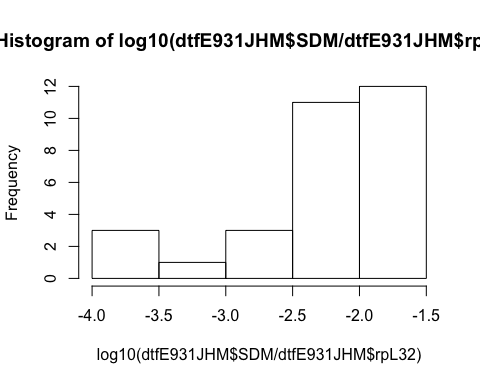 Histogram of log10(dtfE931JHM$SDM/dtfE931JHM$rp
Frequency
12
10
8
6
4
2
0
-4.0 -3.5 -3.0 -2.5 -2.0 -1.5
log10(dtfE931JHM$SDM/dtfE931JHM$rpL32)